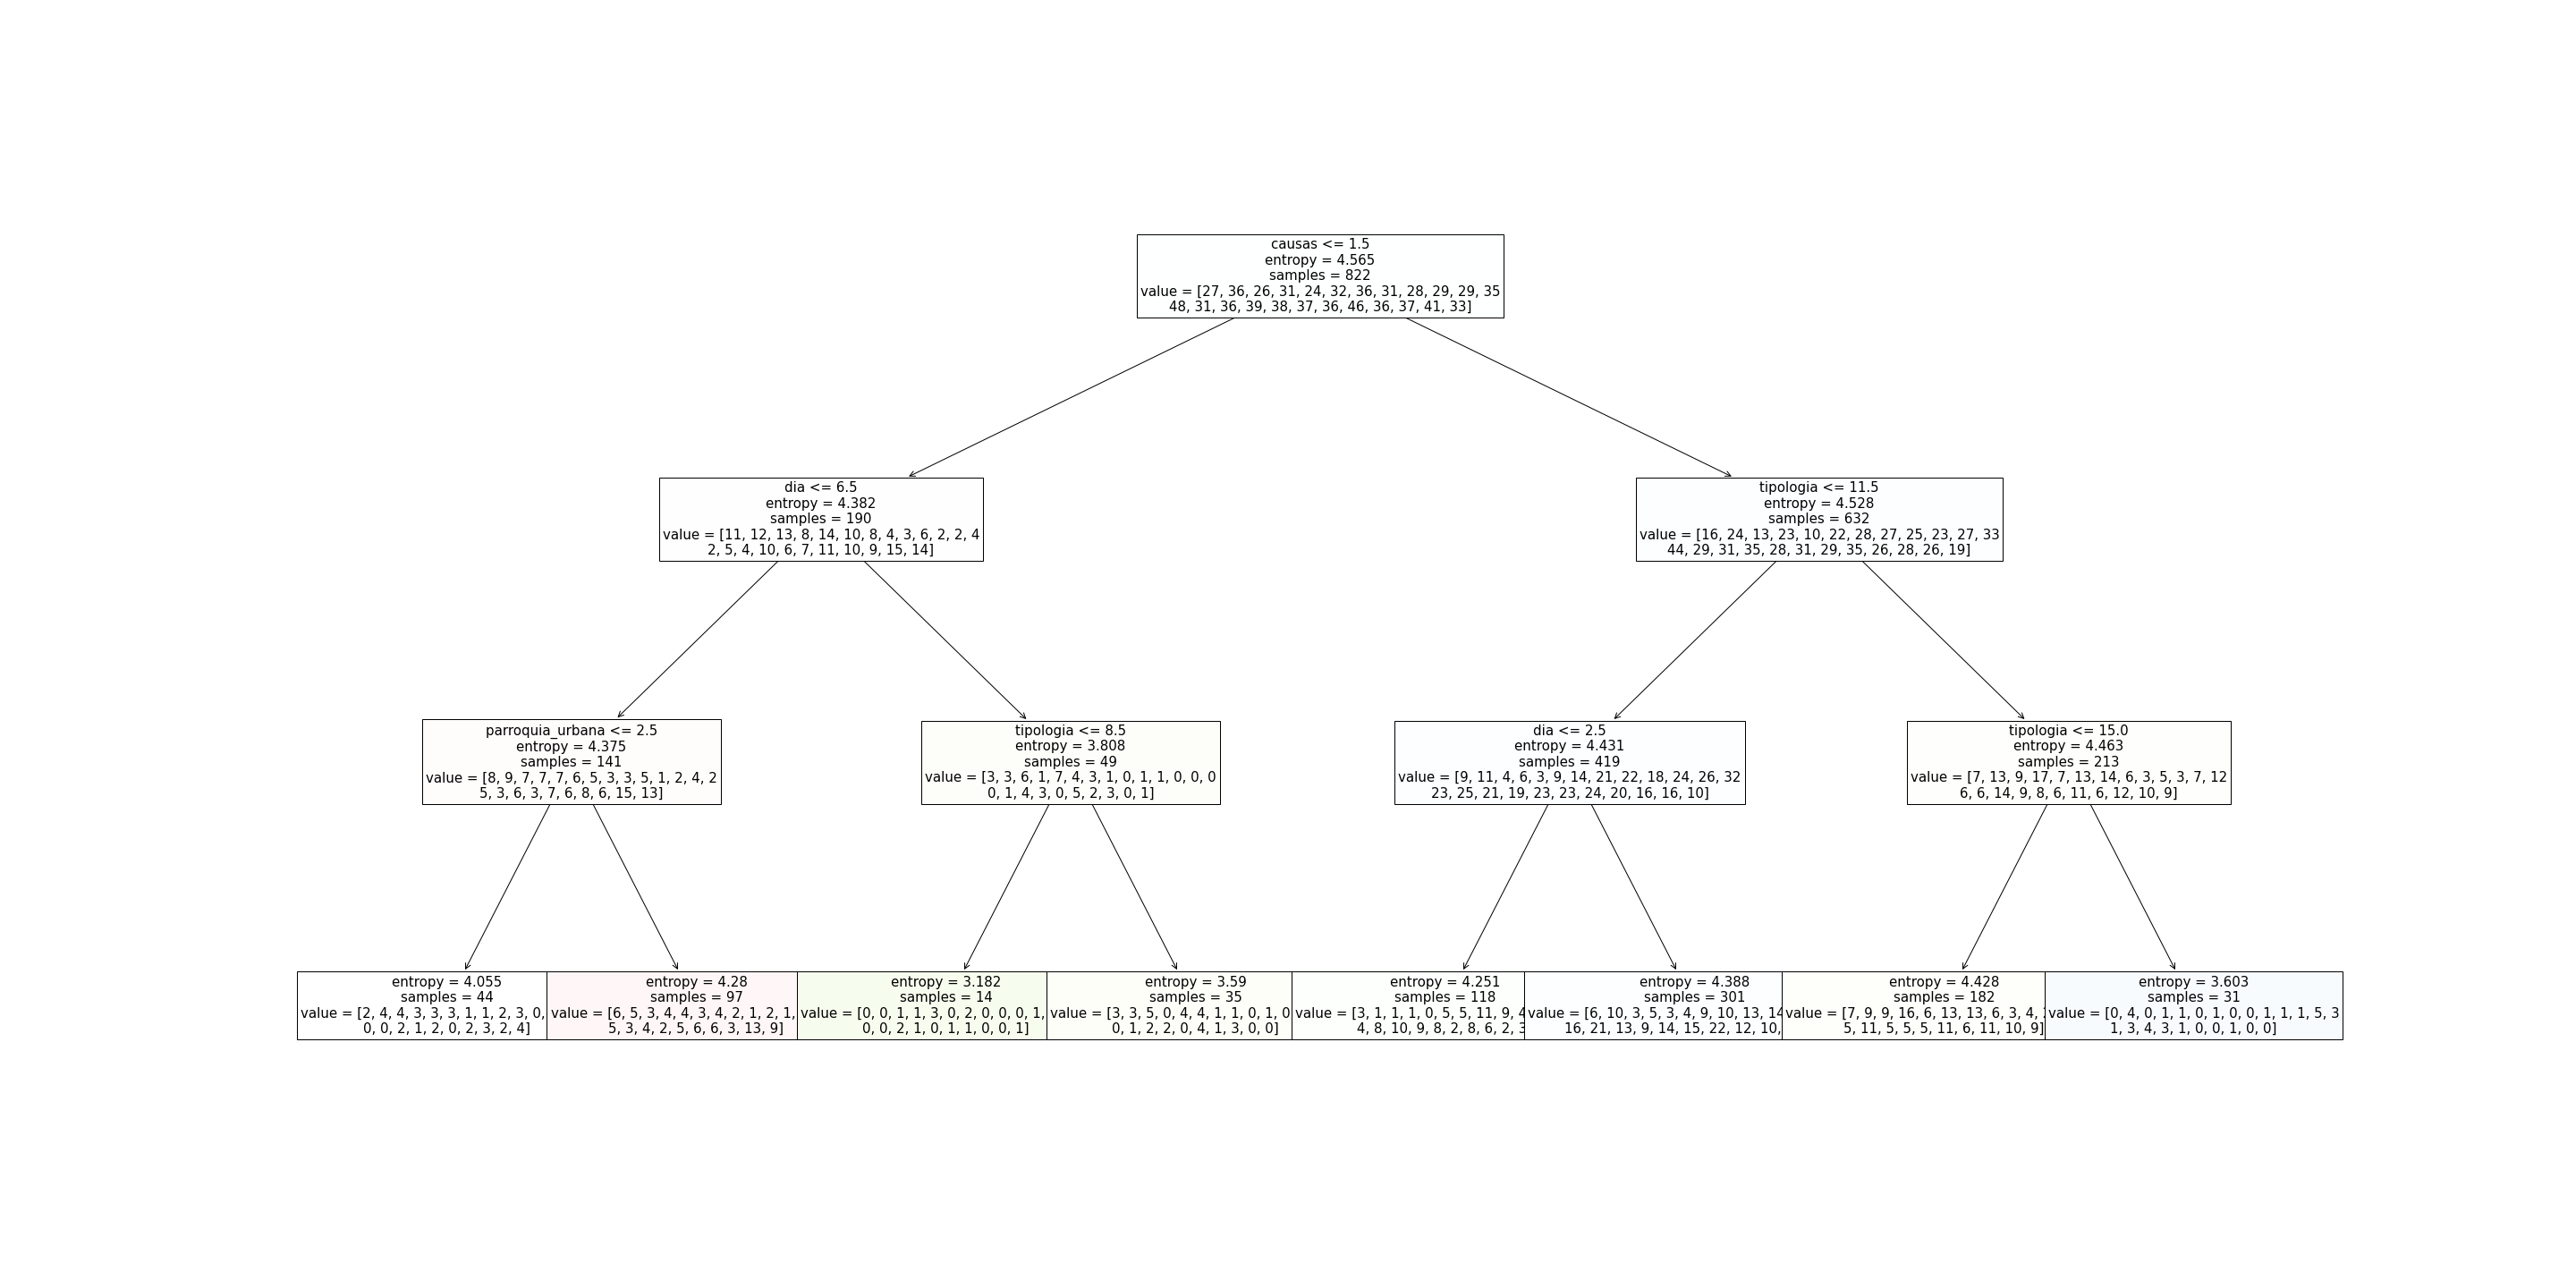 causas <= 1.5
entropy = 4.565
samples = 822
value = [27, 36, 26, 31, 24, 32, 36, 31, 28, 29, 29, 35
48, 31, 36, 39, 38, 37, 36, 46, 36, 37, 41, 33]
dia <= 6.5
entropy = 4.382
samples = 190
value = [11, 12, 13, 8, 14, 10, 8, 4, 3, 6, 2, 2, 4
2, 5, 4, 10, 6, 7, 11, 10, 9, 15, 14]
tipologia <= 11.5
entropy = 4.528
samples = 632
value = [16, 24, 13, 23, 10, 22, 28, 27, 25, 23, 27, 33
44, 29, 31, 35, 28, 31, 29, 35, 26, 28, 26, 19]
parroquia_urbana <= 2.5
entropy = 4.375
samples = 141
value = [8, 9, 7, 7, 7, 6, 5, 3, 3, 5, 1, 2, 4, 2
5, 3, 6, 3, 7, 6, 8, 6, 15, 13]
tipologia <= 8.5
entropy = 3.808
samples = 49
value = [3, 3, 6, 1, 7, 4, 3, 1, 0, 1, 1, 0, 0, 0
0, 1, 4, 3, 0, 5, 2, 3, 0, 1]
dia <= 2.5
entropy = 4.431
samples = 419
value = [9, 11, 4, 6, 3, 9, 14, 21, 22, 18, 24, 26, 32
23, 25, 21, 19, 23, 23, 24, 20, 16, 16, 10]
tipologia <= 15.0
entropy = 4.463
samples = 213
value = [7, 13, 9, 17, 7, 13, 14, 6, 3, 5, 3, 7, 12
6, 6, 14, 9, 8, 6, 11, 6, 12, 10, 9]
entropy = 4.055
samples = 44
value = [2, 4, 4, 3, 3, 3, 1, 1, 2, 3, 0,
0, 0, 2, 1, 2, 0, 2, 3, 2, 4]
entropy = 4.28
samples = 97
value = [6, 5, 3, 4, 4, 3, 4, 2, 1, 2, 1,
5, 3, 4, 2, 5, 6, 6, 3, 13, 9]
entropy = 3.182
samples = 14
value = [0, 0, 1, 1, 3, 0, 2, 0, 0, 0, 1,
0, 0, 2, 1, 0, 1, 1, 0, 0, 1]
entropy = 3.59
samples = 35
value = [3, 3, 5, 0, 4, 4, 1, 1, 0, 1, 0
0, 1, 2, 2, 0, 4, 1, 3, 0, 0]
entropy = 4.251
samples = 118
value = [3, 1, 1, 1, 0, 5, 5, 11, 9,
4, 8, 10, 9, 8, 2, 8, 6, 2, 3
entropy = 4.388
samples = 301
value = [6, 10, 3, 5, 3, 4, 9, 10, 13, 14
16, 21, 13, 9, 14, 15, 22, 12, 10,
entropy = 4.428
samples = 182
value = [7, 9, 9, 16, 6, 13, 13, 6, 3, 4,
5, 11, 5, 5, 5, 11, 6, 11, 10, 9]
entropy = 3.603
samples = 31
value = [0, 4, 0, 1, 1, 0, 1, 0, 0, 1, 1, 1, 5, 3
1, 3, 4, 3, 1, 0, 0, 1, 0, 0]